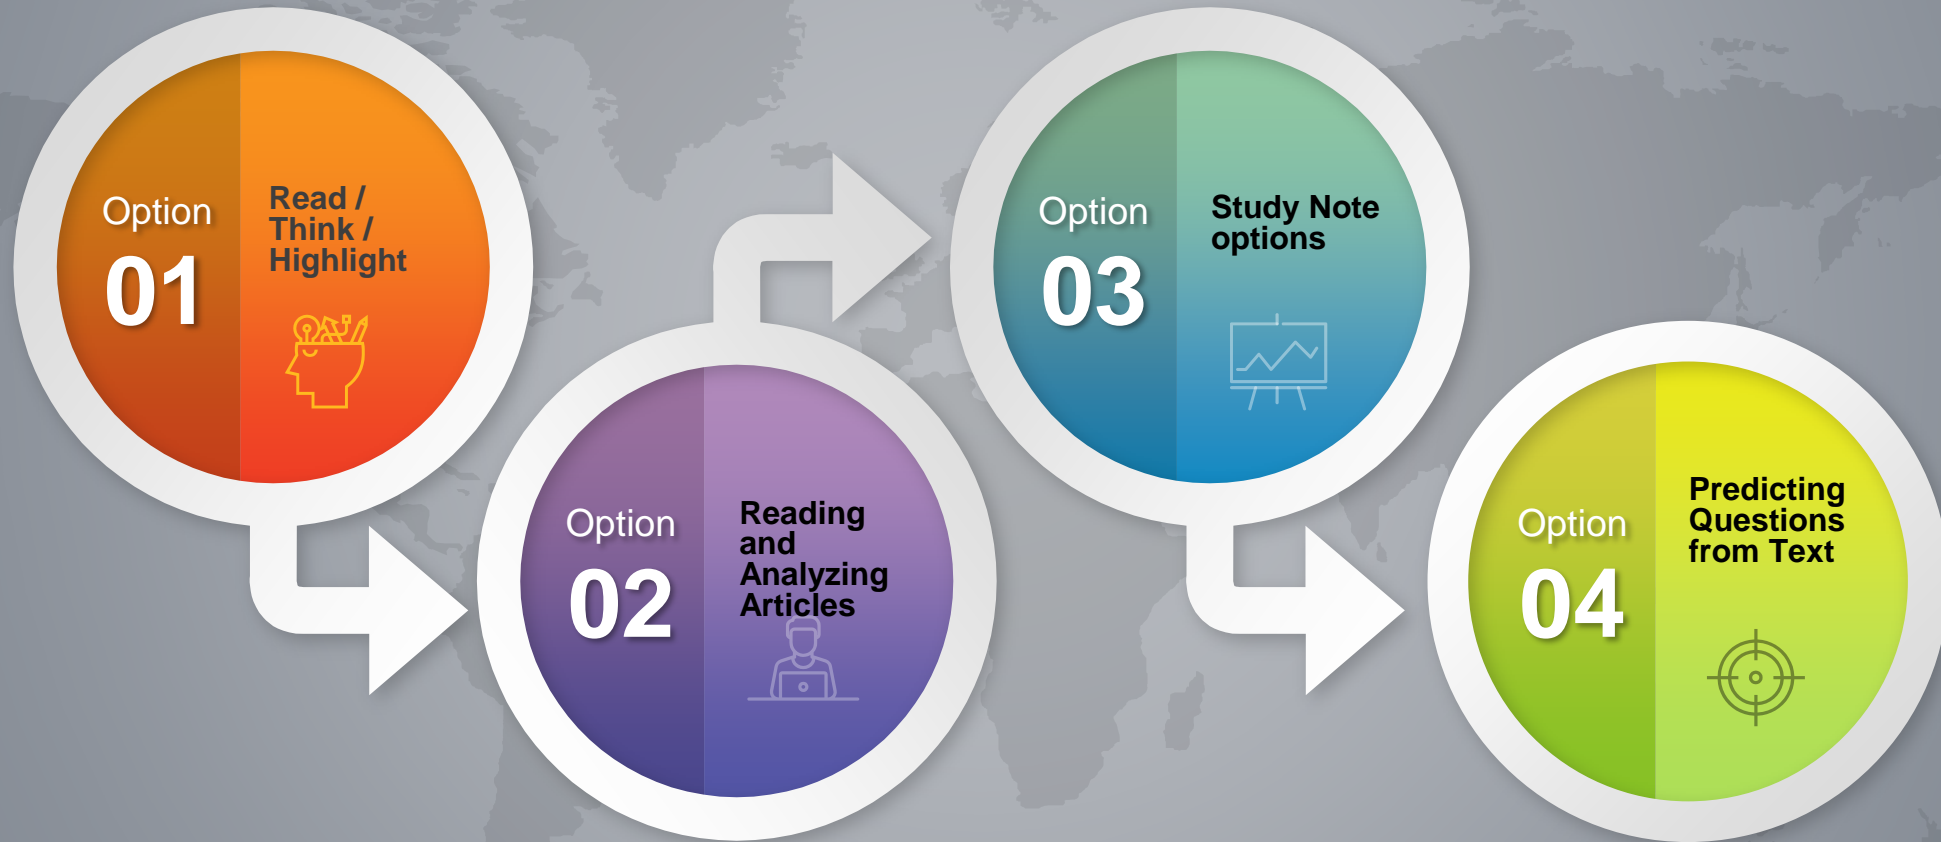 Option
01
Read /
Think /
Highlight
Option
02
Reading
and
Analyzing
Articles
Option
03
Study Note
options
Option
04
Predicting
Questions
from Text